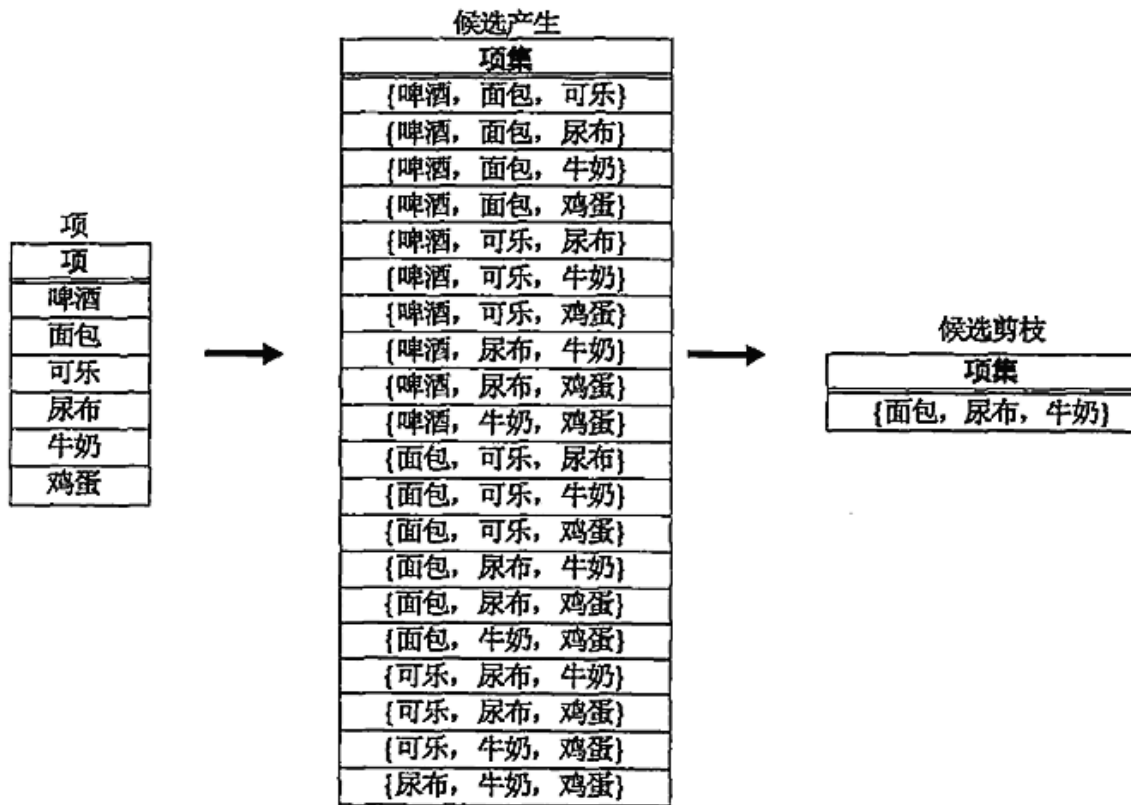 项
项
啤酒
面包
可乐
尿布
牛奶
鸡蛋
候选产生
项集
{啤酒，面包，可乐}
{啤酒，面包，尿布}
{啤酒，面包，牛奶}
{啤酒，面包，鸡蛋}
{啤酒，可乐，尿布}
{啤酒，可乐，牛奶}
{啤酒，可乐，鸡蛋}
{啤酒，尿布，牛奶}
{啤酒，尿布，鸡蛋}
{啤酒，牛奶，鸡蛋}
{面包，可乐，尿布}
{面包，可乐，牛奶}
{面包，可乐，鸡蛋}
{面包，尿布，牛奶}
{面包，尿布，鸡蛋}
{面包，牛奶，鸡蛋}
{可乐，尿布，牛奶}
{可乐，尿布，鸡蛋}
{可乐，牛奶，鸡蛋}
{尿布，牛奶，鸡蛋}
候选剪枝
项集
{面包，尿布，牛奶}